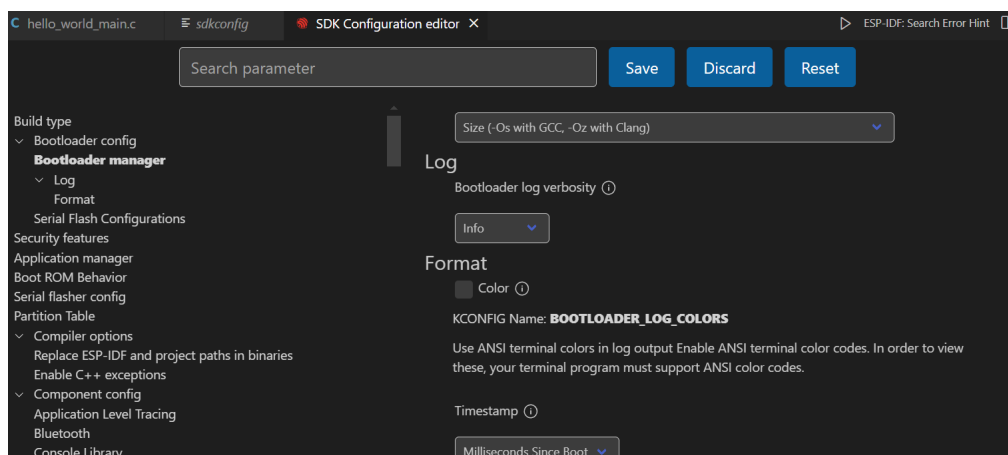 C hello_world_main.c
sdkconfig
SDK Configuration editor
ESP-IDF: Search Error Hint
Search parameter
Save
Discard
Reset
Build type
Bootloader config
Bootloader manager
Log
Format
Serial Flash Configurations
Security features
Application manager
Boot ROM Behavior
Serial flasher config
Partition Table
Compiler options
Replace ESP-IDF and project paths in binaries
Enable C++ exceptions
Component config
Application Level Tracing
Bluetooth
Console Library
Size (-Os with GCC, -Oz with Clang)
Log
Bootloader log verbosity
Info
Format
Color
KCONFIG Name: BOOTLOADER_LOG_COLORS
Use ANSI terminal colors in log output Enable ANSI terminal color codes. In order to view
these, your terminal program must support ANSI color codes.
Timestamp
Milliseconds Since Boot